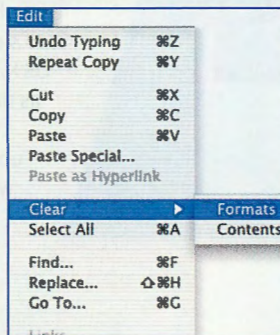 Edit
Undo Typing ⌘Z
Repeat Copy ⌘Y
Cut ⌘X
Copy ⌘C
Paste ⌘V
Paste Special...
Paste as Hyperlink
Clear ▶ Formats
Select All ⌘A Contents
Find... ⌘F
Replace... ⇧⌘H
Go To... ⌘G
Links